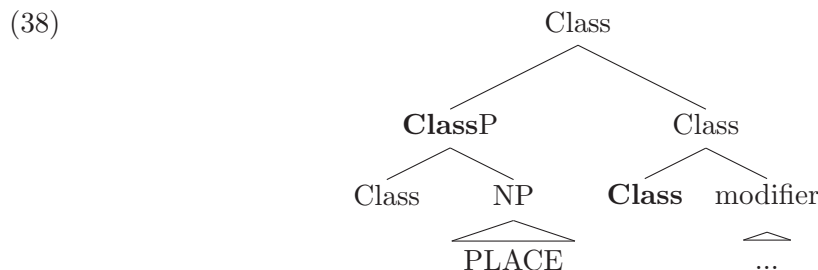 (38) Class
ClassP Class
Class NP Class modifier
PLACE ...